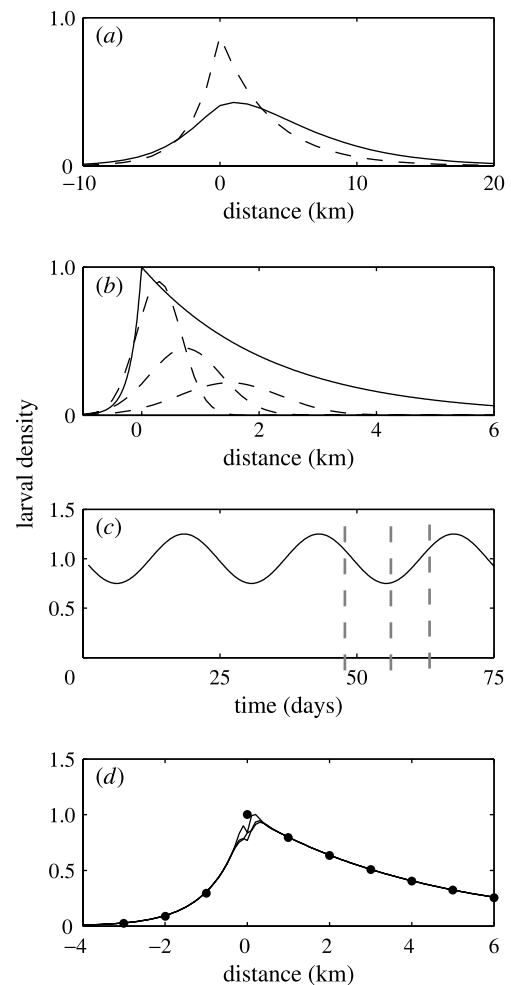 1.0
(a)
0
−10 0 10 20
distance (km)
1.0
(b)
0
0 2 4 6
distance (km)
larval density
1.5
(c)
1.0
0.5
0 25 50 75
time (days)
1.5
(d)
1.0
0.5
0
−4 −2 0 2 4 6
distance (km)